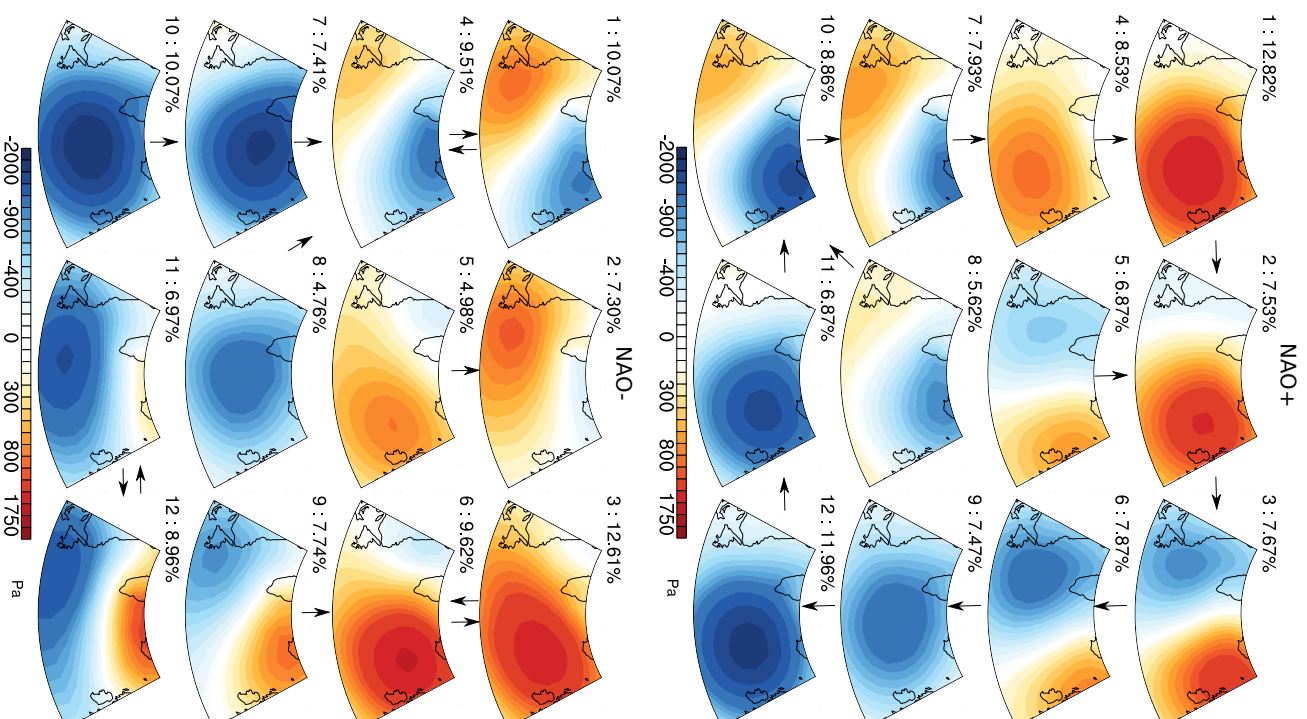 NAO+
1 : 12.82% 2 : 7.53% 3 : 7.67%
4 : 8.53% 5 : 6.87% 6 : 7.87%
7 : 7.93% 8 : 5.62% 9 : 7.47%
10 : 8.86% 11 : 6.87% 12 : 11.96%
-2000 -900 -400 0 300 800 1750
NAO-
1 : 10.07% 2 : 7.30% 3 : 12.61%
4 : 9.51% 5 : 4.98% 6 : 9.62%
7 : 7.41% 8 : 4.76% 9 : 7.74%
10 : 10.07% 11 : 6.97% 12 : 8.96%
-2000 -900 -400 0 300 800 1750 Pa